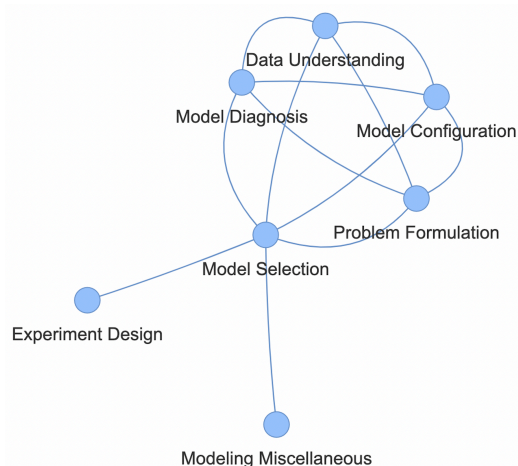 Data Understanding
Model Diagnosis
Model Configuration
Problem Formulation
Model Selection
Experiment Design
Modeling Miscellaneous